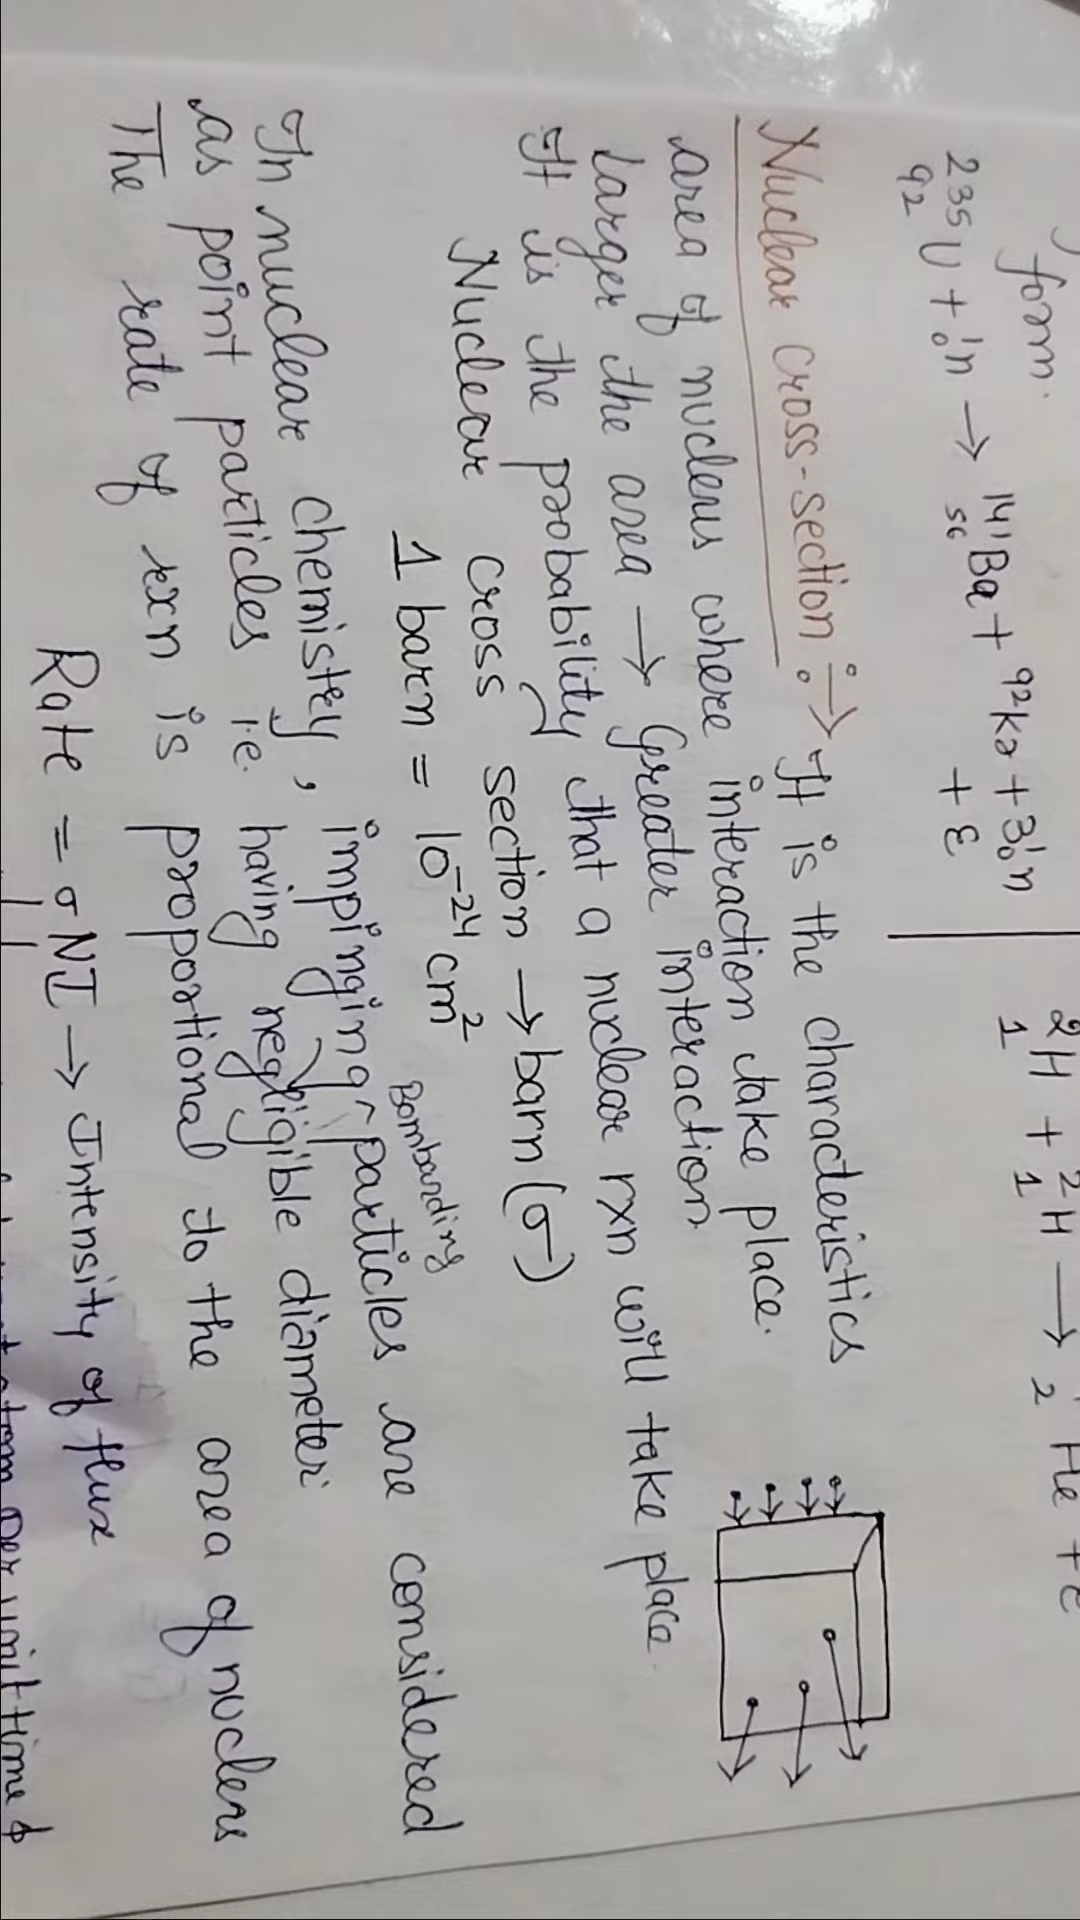 form.
²³⁵₉₂U + ¹₀n → ¹⁴¹₅₆Ba + ⁹²Kr + 3¹₀n
+ ε
²₁H + ²₁H → ₂He + ε
Nuclear cross-section :→ It is the characteristics
area of nucleus where interaction take place.
Larger the area → Greater interaction.
It is the probability that a nuclear rxn will take place.
Nuclear cross section → barn (σ)
1 barn = 10⁻²⁴ cm²
Bombarding
In nuclear chemistry, impinging ^ particles are considered
as point particles i.e. having negligible diameter.
The rate of rxn is proportional to the area of nucleus
Rate = σNI → Intensity of flux
atom per unit time &